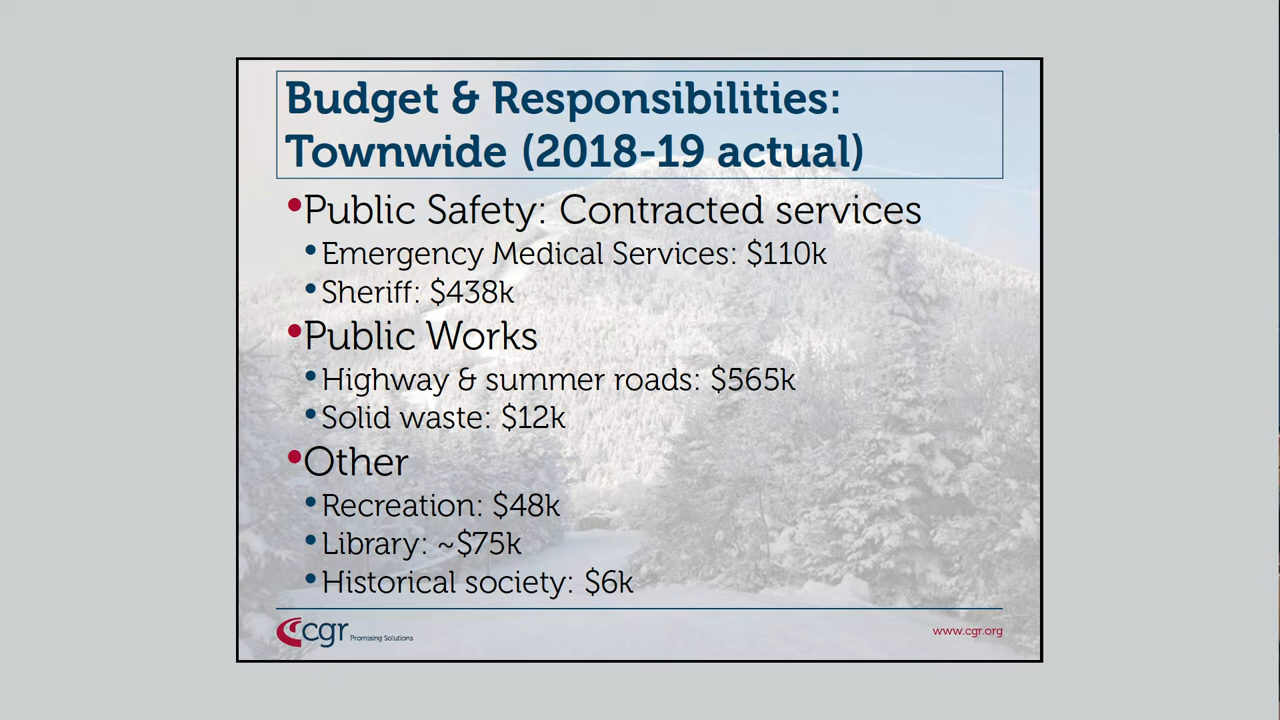 Budget & Responsibilities:
Townwide (2018-19 actual)
•Public Safety: Contracted services
•Emergency Medical Services: $110k
•Sheriff: $438k
•Public Works
•Highway & summer roads: $565k
•Solid waste: $12k
•Other
•Recreation: $48k
•Library: ~$75k
•Historical society: $6k
cgr Promising Solutions
www.cgr.org